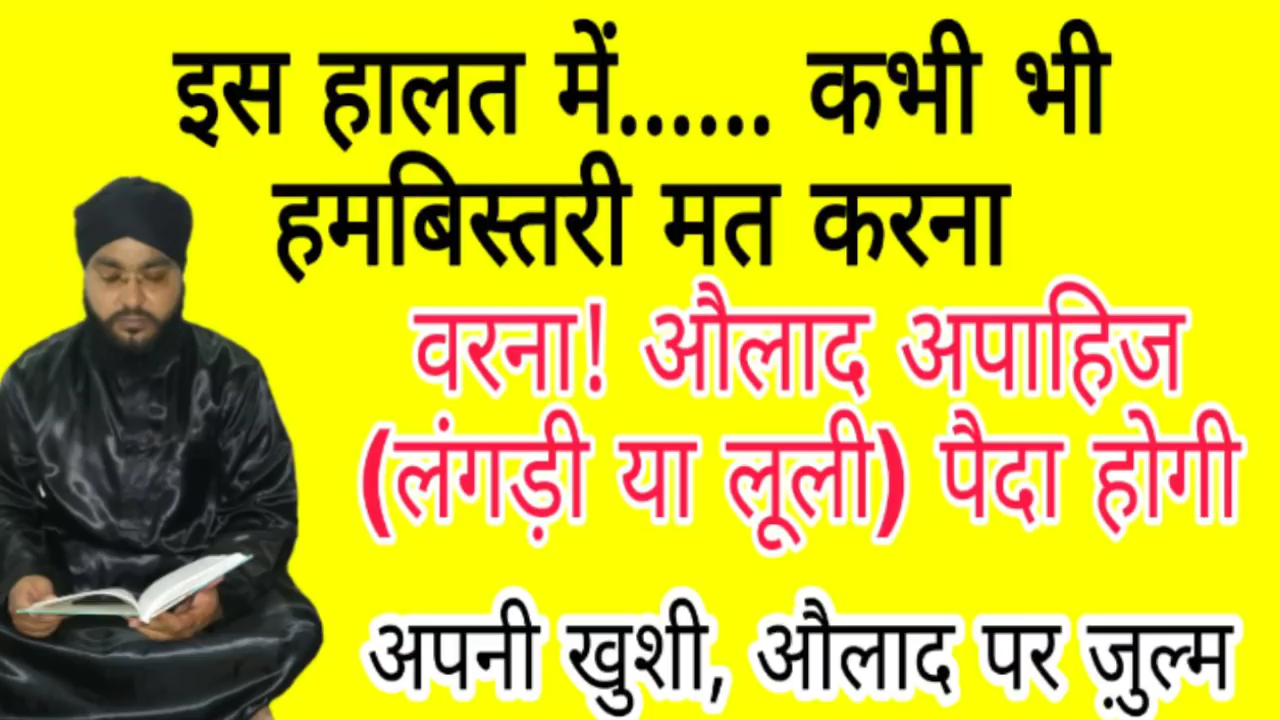 इस हालत में...... कभी भी
हमबिस्तरी मत करना
वरना! औलाद अपाहिज
(लंगड़ी या लूली) पैदा होगी
अपनी खुशी, औलाद पर ज़ुल्म